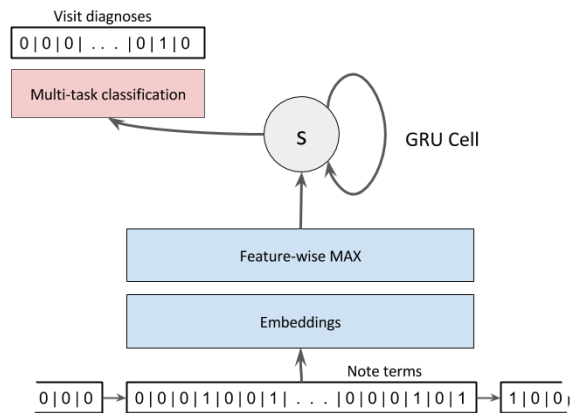 Visit diagnoses
0|0|0| . . . |0|1|0
Multi-task classification
S
GRU Cell
Feature-wise MAX
Embeddings
Note terms
0|0|0
0|0|0|1|0|0|1| . . . |0|0|0|1|0|1
1|0|0|